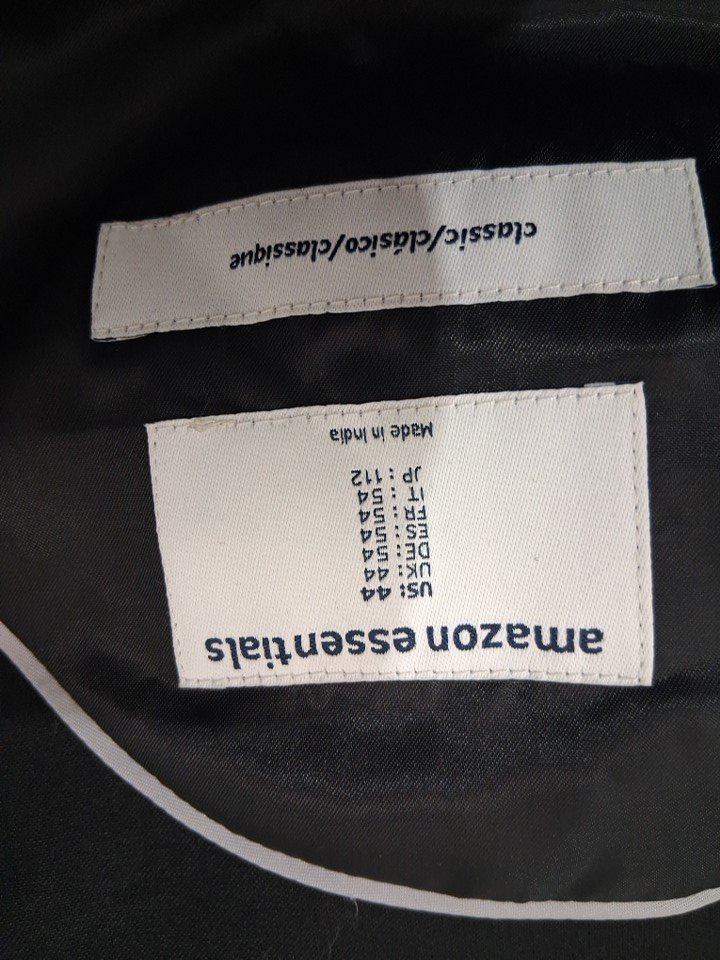 amazon essentials
US: 44
UK:: 44
DE:: 54
ES:: 54
FR:: 54
IT:: 54
JP:: 112
Made in India
classic/clásico/classique